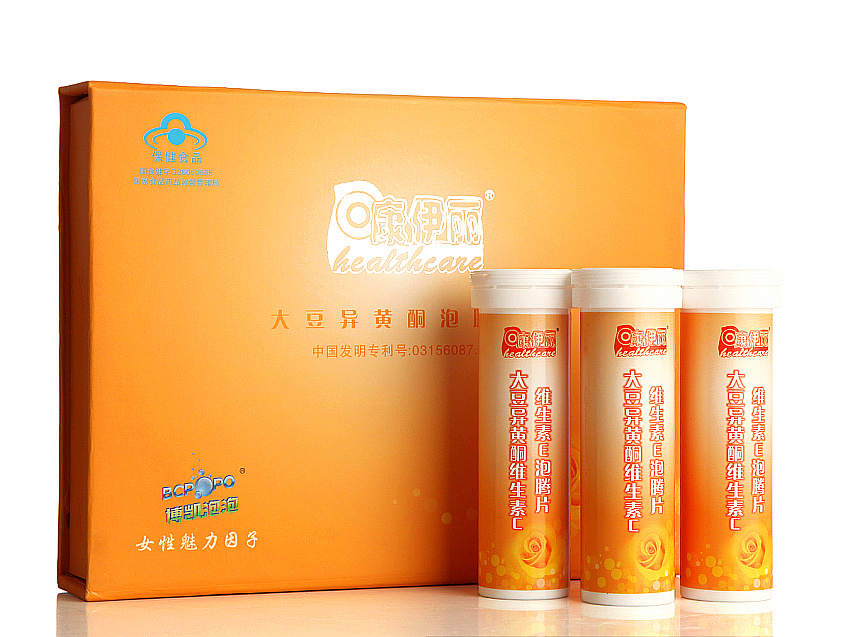 保健食品
康伊丽®
healthcare
大豆异黄酮泡腾
中国发明专利号:03156087.
BCPOPO®
博凯泡泡
女性魅力因子
康伊丽
healthcare
大豆异黄酮维生素C
维生素E泡腾片
康伊丽
healthcare
大豆异黄酮维生素C
维生素E泡腾片
康伊丽
healthcare
大豆异黄酮维生素C
维生素E泡腾片